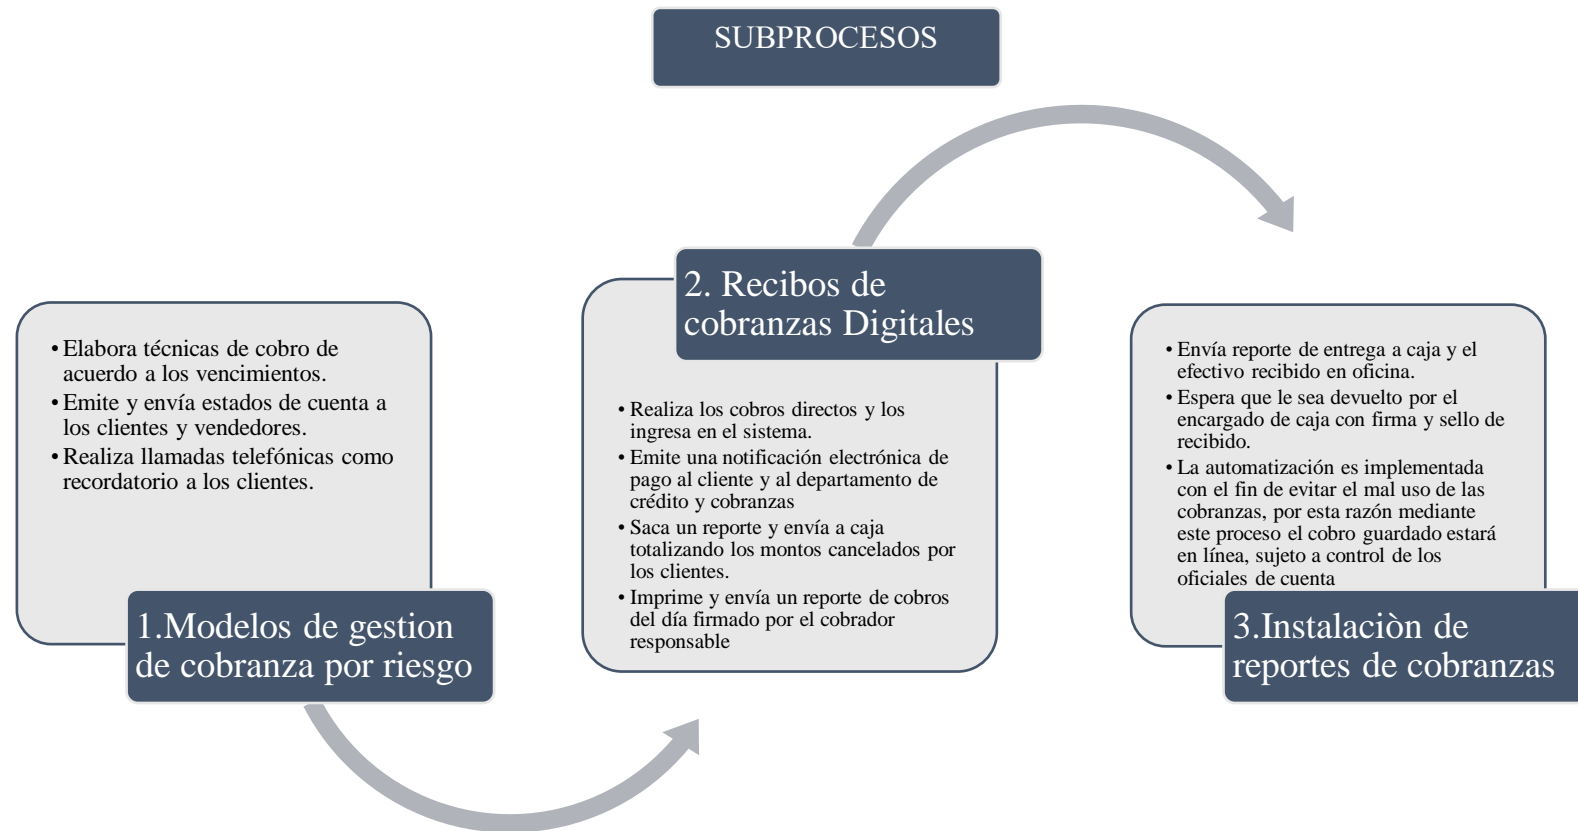 SUBPROCESOS
• Elabora técnicas de cobro de
acuerdo a los vencimientos.
• Emite y envía estados de cuenta a
los clientes y vendedores.
• Realiza llamadas telefónicas como
recordatorio a los clientes.
1.Modelos de gestion
de cobranza por riesgo
2. Recibos de
cobranzas Digitales
• Realiza los cobros directos y los
ingresa en el sistema.
• Emite una notificación electrónica de
pago al cliente y al departamento de
crédito y cobranzas
• Saca un reporte y envía a caja
totalizando los montos cancelados por
los clientes.
• Imprime y envía un reporte de cobros
del día firmado por el cobrador
responsable
• Envía reporte de entrega a caja y el
efectivo recibido en oficina.
• Espera que le sea devuelto por el
encargado de caja con firma y sello de
recibido.
• La automatización es implementada
con el fin de evitar el mal uso de las
cobranzas, por esta razón mediante
este proceso el cobro guardado estará
en línea, sujeto a control de los
oficiales de cuenta
3.Instalaciòn de
reportes de cobranzas